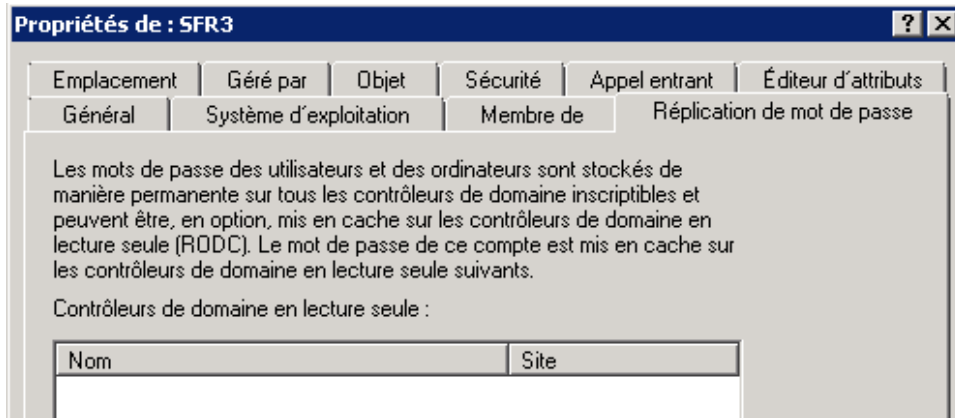 Propriétés de : SFR3
Emplacement Géré par Objet Sécurité Appel entrant Éditeur d'attributs
Général Système d'exploitation Membre de Réplication de mot de passe
Les mots de passe des utilisateurs et des ordinateurs sont stockés de
manière permanente sur tous les contrôleurs de domaine inscriptibles et
peuvent être, en option, mis en cache sur les contrôleurs de domaine en
lecture seule (RODC). Le mot de passe de ce compte est mis en cache sur
les contrôleurs de domaine en lecture seule suivants.
Contrôleurs de domaine en lecture seule :
Nom Site